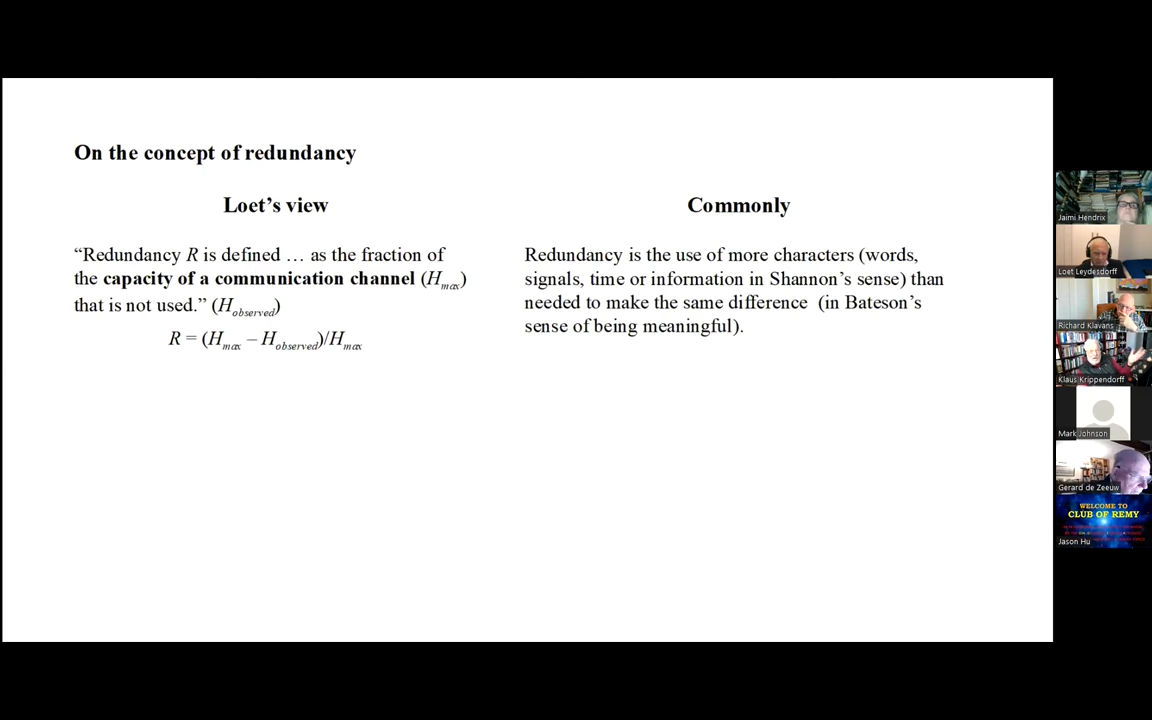 On the concept of redundancy
Loet’s view
“Redundancy R is defined … as the fraction of
the capacity of a communication channel (Hmax)
that is not used.” (Hobserved)
R = (Hmax – Hobserved)/Hmax
Commonly
Redundancy is the use of more characters (words,
signals, time or information in Shannon’s sense) than
needed to make the same difference (in Bateson’s
sense of being meaningful).
Jaimi Hendrix
Loet Leydesdorff
Richard Klavans
Klaus Krippendorff
Mark Johnson
Gerard de Zeeuw
WELCOME TO
CLUB OF REMY
Jason Hu